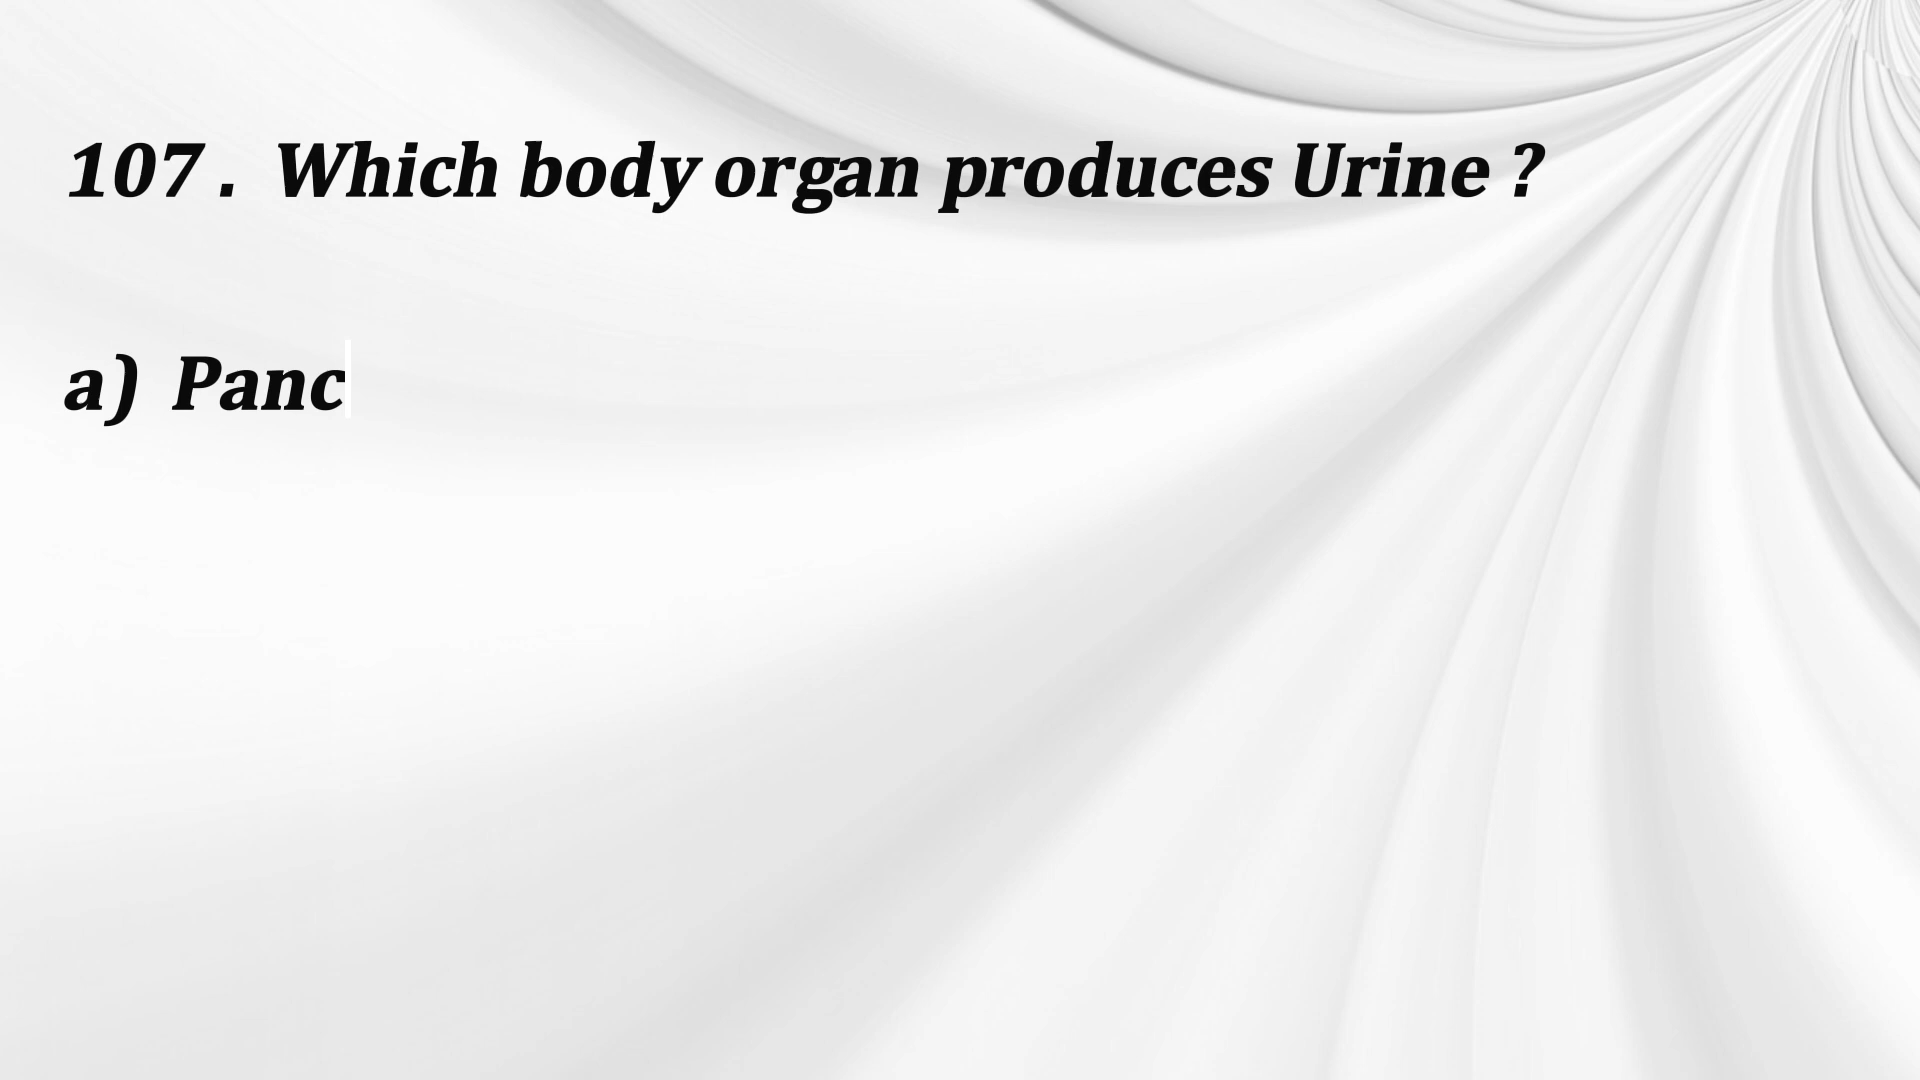 107 . Which body organ produces Urine ?
a) Panc